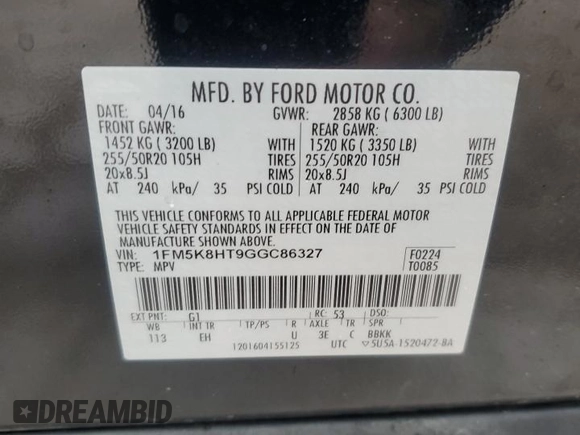 MFD. BY FORD MOTOR CO.
DATE: 04/16 GVWR: 2858 KG ( 6300 LB)
FRONT GAWR: REAR GAWR:
1452 KG ( 3200 LB) WITH 1520 KG ( 3350 LB) WITH
255/50R20 105H TIRES 255/50R20 105H TIRES
20x8.5J RIMS 20x8.5J RIMS
AT 240 kPa/ 35 PSI COLD AT 240 kPa/ 35 PSI COLD
THIS VEHICLE CONFORMS TO ALL APPLICABLE FEDERAL MOTOR
VEHICLE SAFETY STANDARDS IN EFFECT ON THE DATE OF
MANUFACTURE SHOWN ABOVE.
VIN: 1FM5K8HT9GGC86327 F0224
TYPE: MPV T0085
EXT PNT: G1 RC: 53 DSO:
WB INT TR TP/PS R AXLE TR SPR
113 EH U 3E C BBKK
1201604155125 UTC 5U5A-1520472-BA
DREAMBID